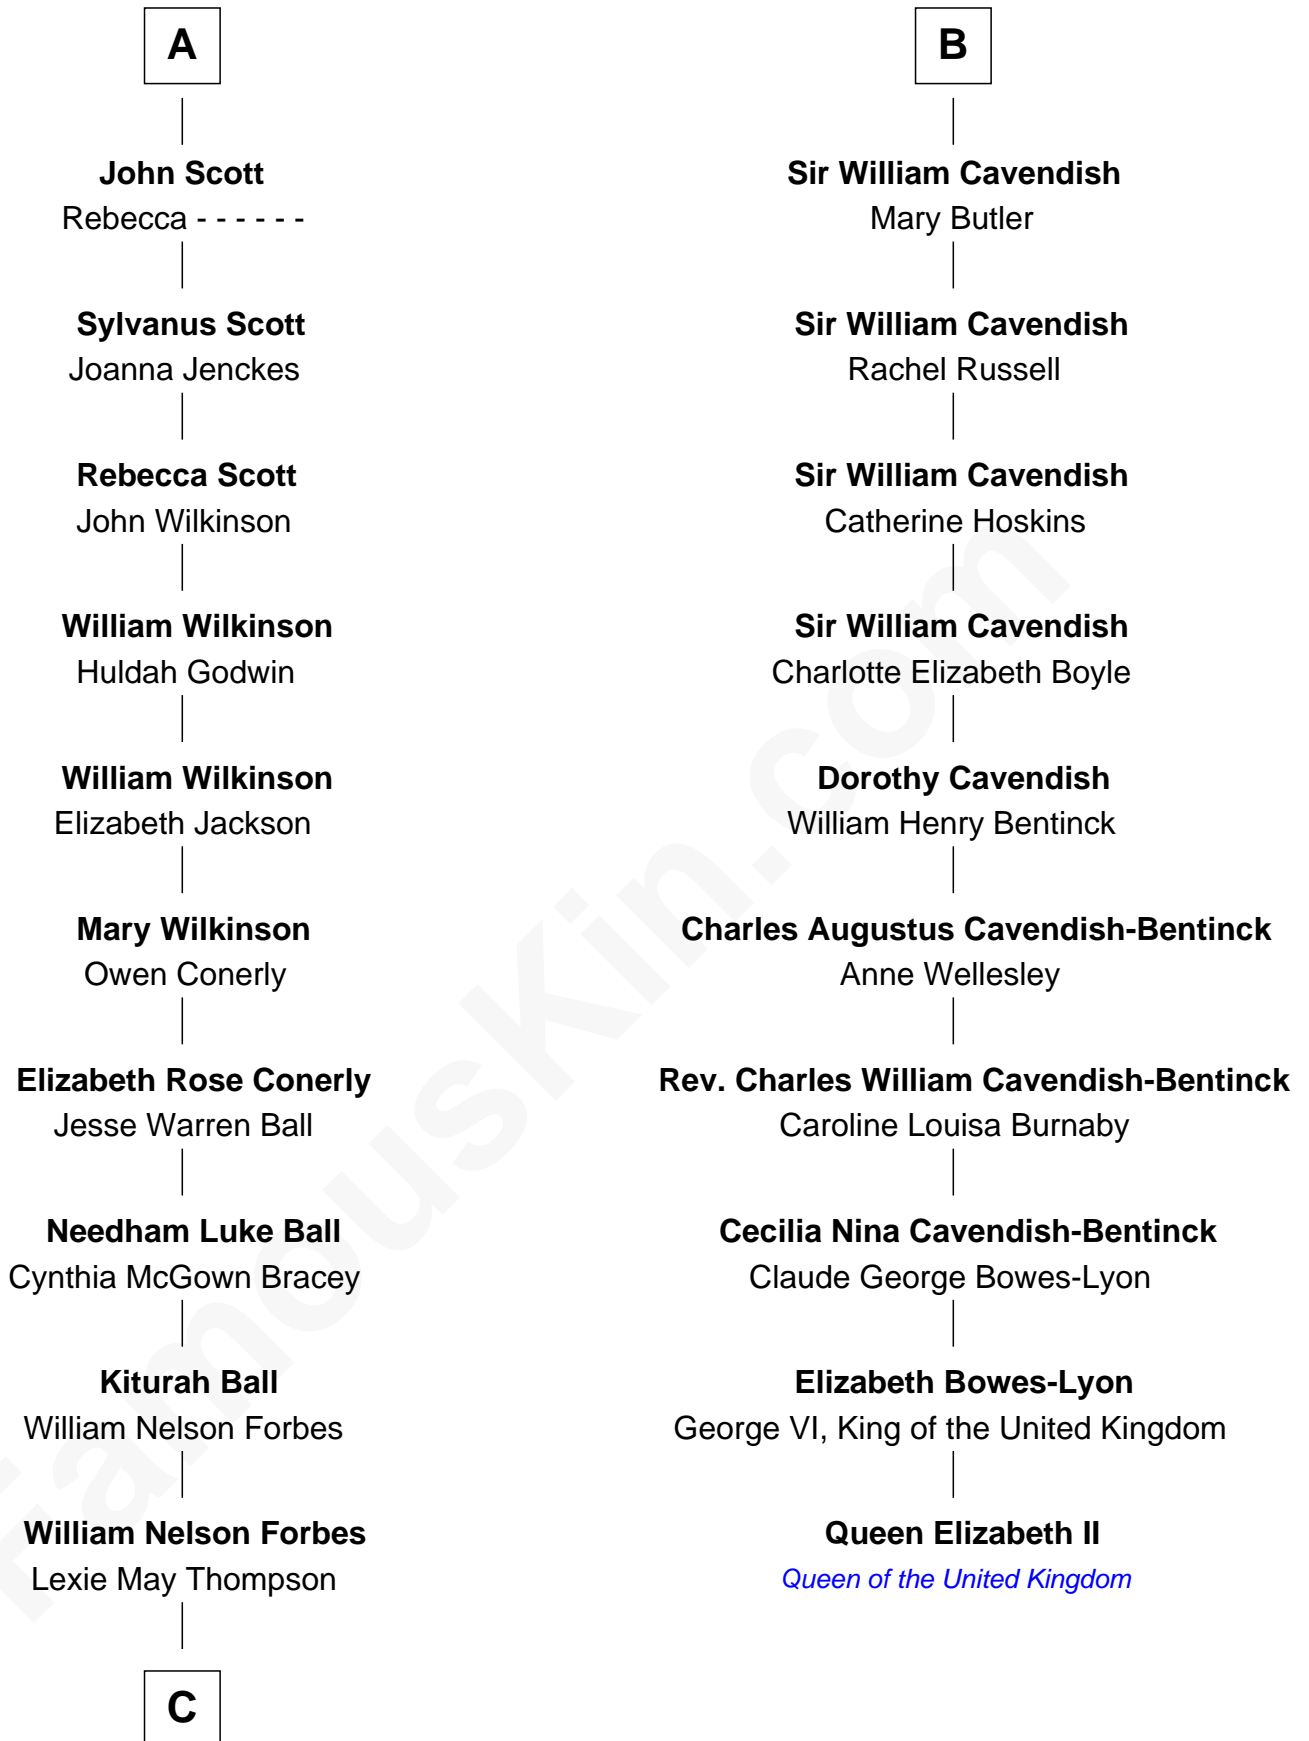 A
John Scott
Rebecca - - - - - -
Sylvanus Scott
Joanna Jenckes
Rebecca Scott
John Wilkinson
William Wilkinson
Huldah Godwin
William Wilkinson
Elizabeth Jackson
Mary Wilkinson
Owen Conerly
Elizabeth Rose Conerly
Jesse Warren Ball
Needham Luke Ball
Cynthia McGown Bracey
Kiturah Ball
William Nelson Forbes
William Nelson Forbes
Lexie May Thompson
C
B
Sir William Cavendish
Mary Butler
Sir William Cavendish
Rachel Russell
Sir William Cavendish
Catherine Hoskins
Sir William Cavendish
Charlotte Elizabeth Boyle
Dorothy Cavendish
William Henry Bentinck
Charles Augustus Cavendish-Bentinck
Anne Wellesley
Rev. Charles William Cavendish-Bentinck
Caroline Louisa Burnaby
Cecilia Nina Cavendish-Bentinck
Claude George Bowes-Lyon
Elizabeth Bowes-Lyon
George VI, King of the United Kingdom
Queen Elizabeth II
Queen of the United Kingdom
FamousKin.com